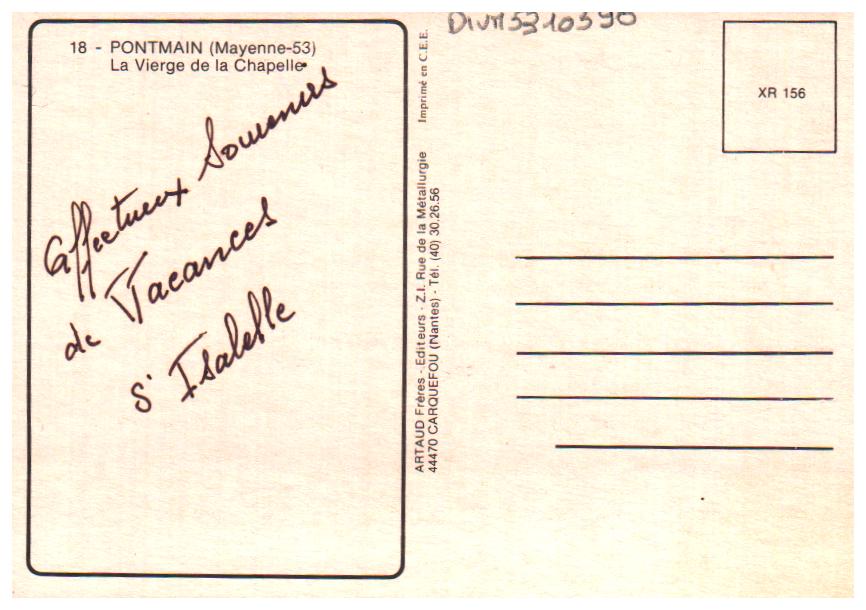 18 - PONTMAIN (Mayenne-53)
La Vierge de la Chapelle
Affectueux Souvenirs
de Vacances
Sr Isabelle
Imprimé en C.E.E.
ARTAUD Frères - Editeurs - Z.I. Rue de la Métallurgie
44470 CARQUEFOU (Nantes) - Tél. (40) 30.26.56
XR 156